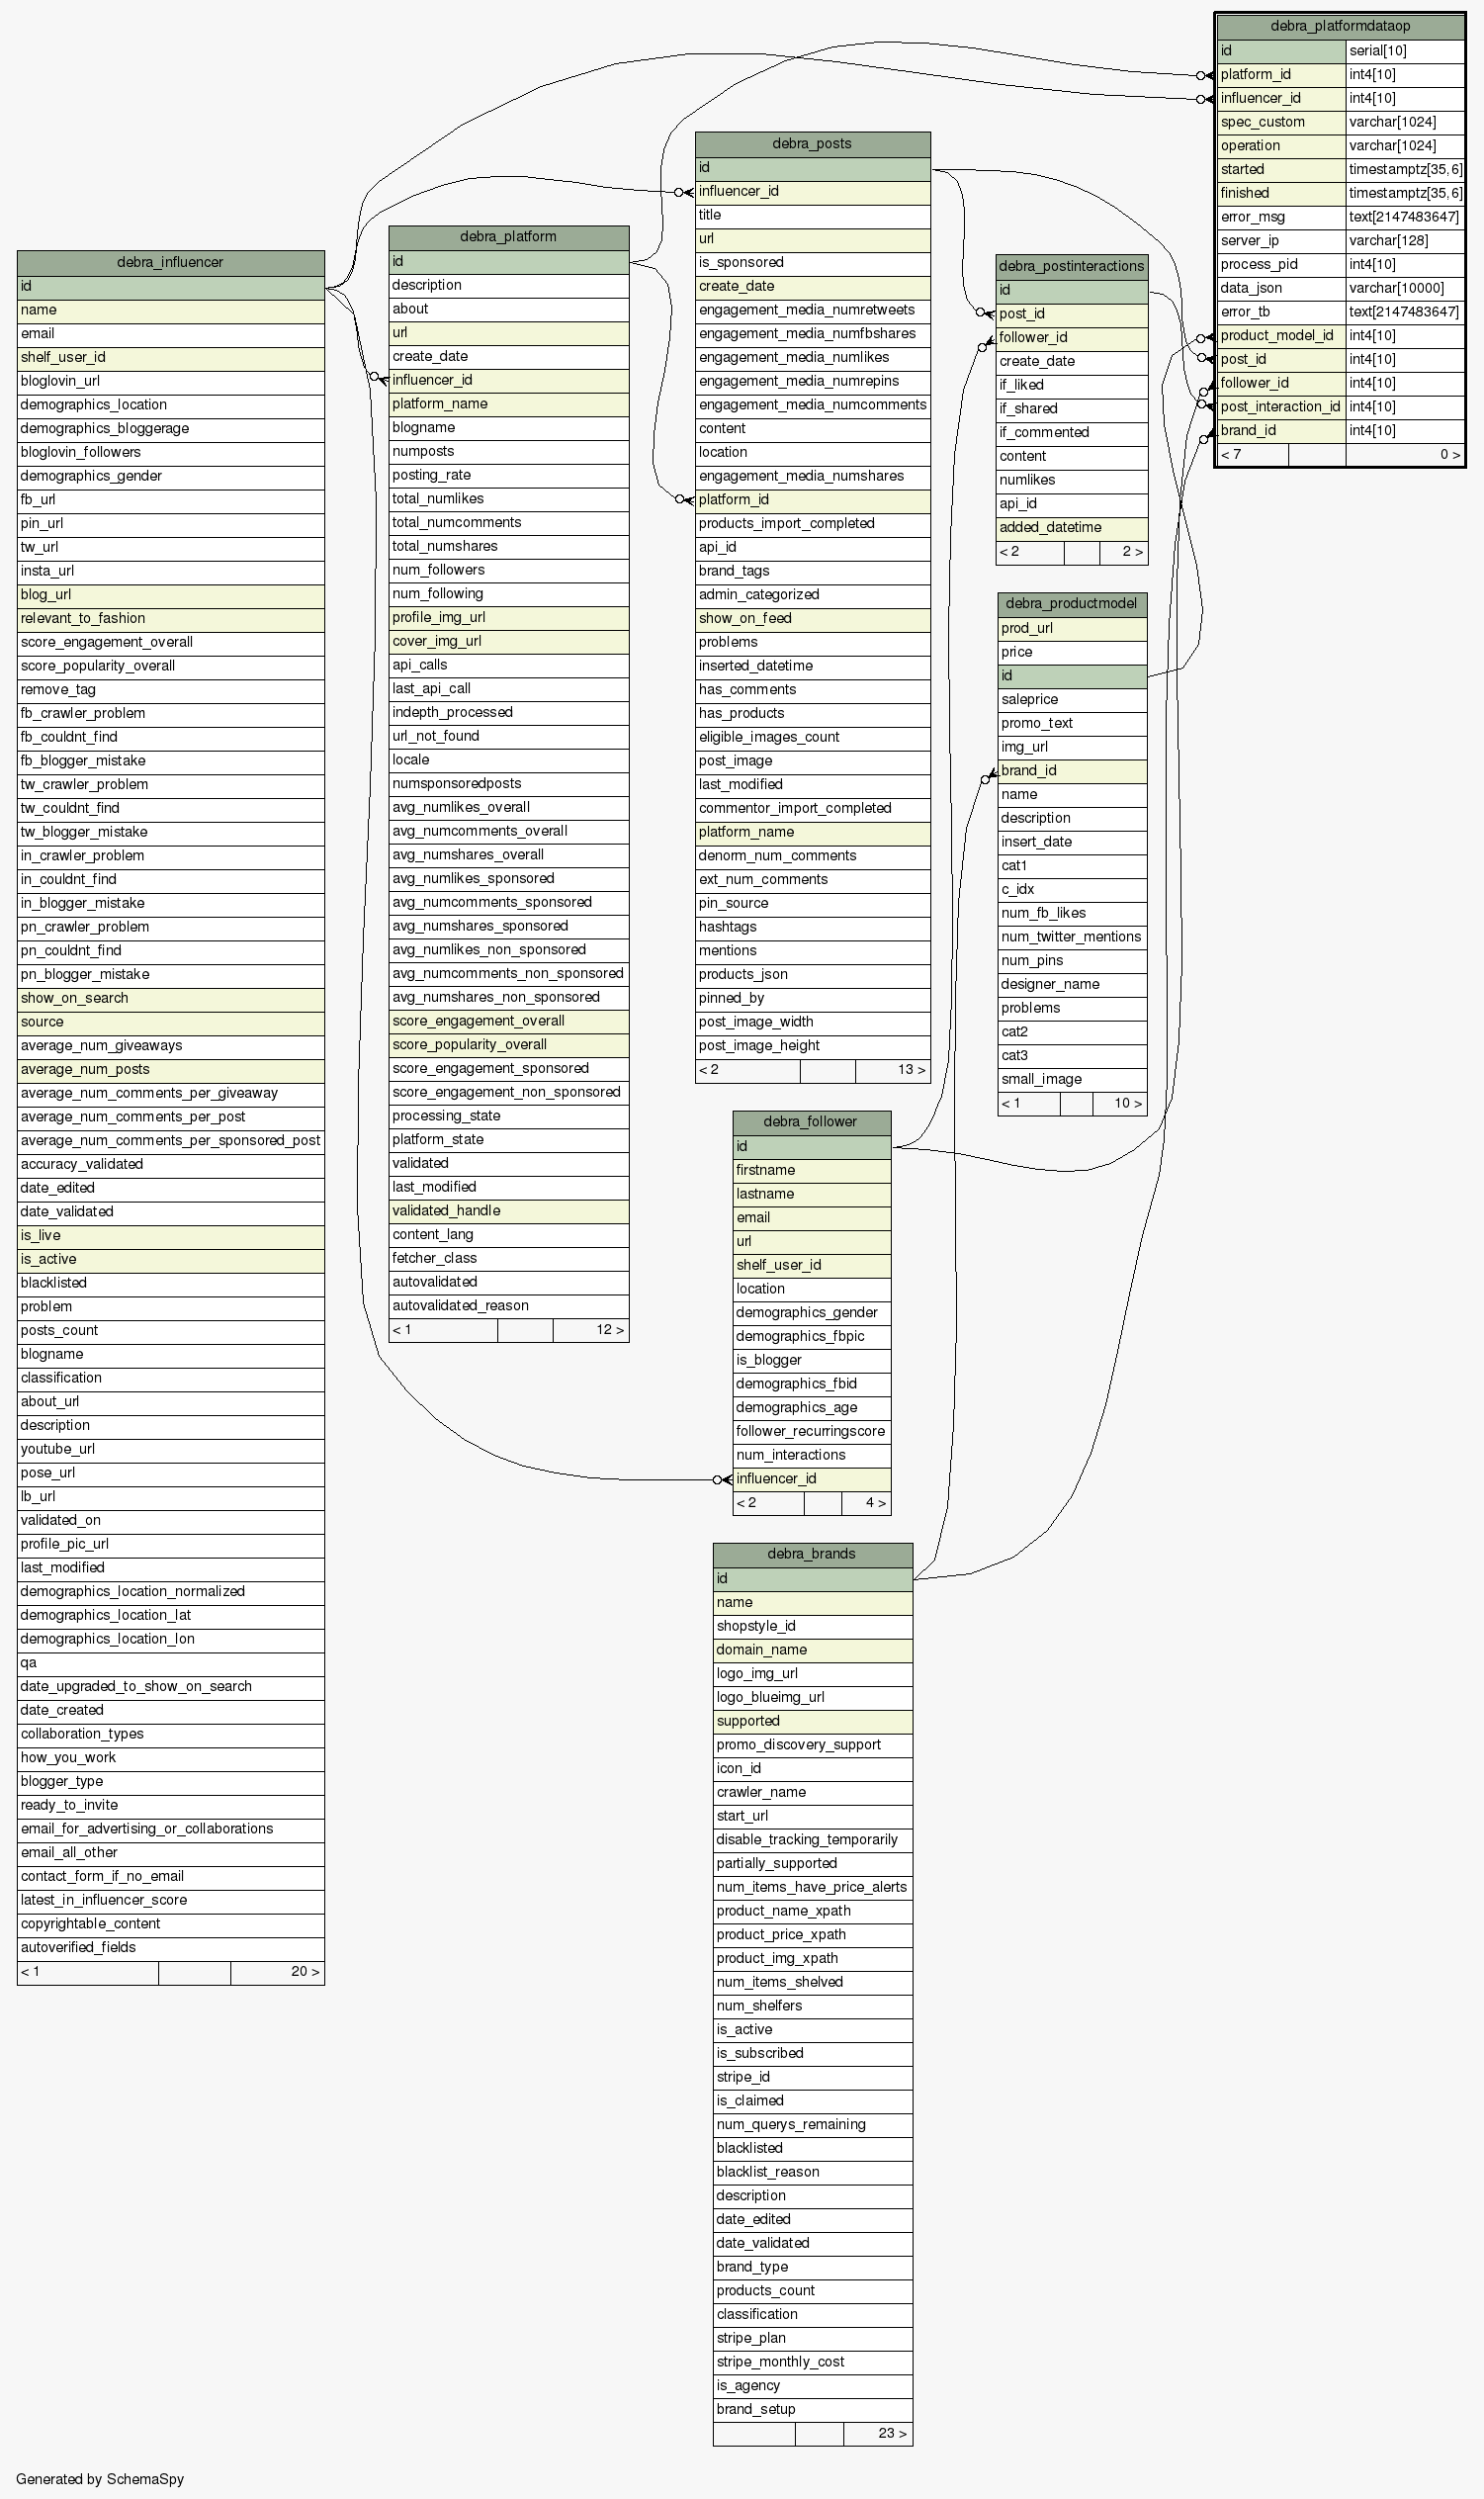 debra_platformdataop
id serial[10]
platform_id int4[10]
influencer_id int4[10]
spec_custom varchar[1024]
operation varchar[1024]
started timestamptz[35,6]
finished timestamptz[35,6]
error_msg text[2147483647]
server_ip varchar[128]
process_pid int4[10]
data_json varchar[10000]
error_tb text[2147483647]
product_model_id int4[10]
post_id int4[10]
follower_id int4[10]
post_interaction_id int4[10]
brand_id int4[10]
< 7 0 >
debra_posts
id
influencer_id
title
url
is_sponsored
create_date
engagement_media_numretweets
engagement_media_numfbshares
engagement_media_numlikes
engagement_media_numrepins
engagement_media_numcomments
content
location
engagement_media_numshares
platform_id
products_import_completed
api_id
brand_tags
admin_categorized
show_on_feed
problems
inserted_datetime
has_comments
has_products
eligible_images_count
post_image
last_modified
commentor_import_completed
platform_name
denorm_num_comments
ext_num_comments
pin_source
hashtags
mentions
products_json
pinned_by
post_image_width
post_image_height
< 2 13 >
debra_platform
id
description
about
url
create_date
influencer_id
platform_name
blogname
numposts
posting_rate
total_numlikes
total_numcomments
total_numshares
num_followers
num_following
profile_img_url
cover_img_url
api_calls
last_api_call
indepth_processed
url_not_found
locale
numsponsoredposts
avg_numlikes_overall
avg_numcomments_overall
avg_numshares_overall
avg_numlikes_sponsored
avg_numcomments_sponsored
avg_numshares_sponsored
avg_numlikes_non_sponsored
avg_numcomments_non_sponsored
avg_numshares_non_sponsored
score_engagement_overall
score_popularity_overall
score_engagement_sponsored
score_engagement_non_sponsored
processing_state
platform_state
validated
last_modified
validated_handle
content_lang
fetcher_class
autovalidated
autovalidated_reason
< 1 12 >
debra_influencer
id
name
email
shelf_user_id
bloglovin_url
demographics_location
demographics_bloggerage
bloglovin_followers
demographics_gender
fb_url
pin_url
tw_url
insta_url
blog_url
relevant_to_fashion
score_engagement_overall
score_popularity_overall
remove_tag
fb_crawler_problem
fb_couldnt_find
fb_blogger_mistake
tw_crawler_problem
tw_couldnt_find
tw_blogger_mistake
in_crawler_problem
in_couldnt_find
in_blogger_mistake
pn_crawler_problem
pn_couldnt_find
pn_blogger_mistake
show_on_search
source
average_num_giveaways
average_num_posts
average_num_comments_per_giveaway
average_num_comments_per_post
average_num_comments_per_sponsored_post
accuracy_validated
date_edited
date_validated
is_live
is_active
blacklisted
problem
posts_count
blogname
classification
about_url
description
youtube_url
pose_url
lb_url
validated_on
profile_pic_url
last_modified
demographics_location_normalized
demographics_location_lat
demographics_location_lon
qa
date_upgraded_to_show_on_search
date_created
collaboration_types
how_you_work
blogger_type
ready_to_invite
email_for_advertising_or_collaborations
email_all_other
contact_form_if_no_email
latest_in_influencer_score
copyrightable_content
autoverified_fields
< 1 20 >
debra_postinteractions
id
post_id
follower_id
create_date
if_liked
if_shared
if_commented
content
numlikes
api_id
added_datetime
< 2 2 >
debra_productmodel
prod_url
price
id
saleprice
promo_text
img_url
brand_id
name
description
insert_date
cat1
c_idx
num_fb_likes
num_twitter_mentions
num_pins
designer_name
problems
cat2
cat3
small_image
< 1 10 >
debra_follower
id
firstname
lastname
email
url
shelf_user_id
location
demographics_gender
demographics_fbpic
is_blogger
demographics_fbid
demographics_age
follower_recurringscore
num_interactions
influencer_id
< 2 4 >
debra_brands
id
name
shopstyle_id
domain_name
logo_img_url
logo_blueimg_url
supported
promo_discovery_support
icon_id
crawler_name
start_url
disable_tracking_temporarily
partially_supported
num_items_have_price_alerts
product_name_xpath
product_price_xpath
product_img_xpath
num_items_shelved
num_shelfers
is_active
is_subscribed
stripe_id
is_claimed
num_querys_remaining
blacklisted
blacklist_reason
description
date_edited
date_validated
brand_type
products_count
classification
stripe_plan
stripe_monthly_cost
is_agency
brand_setup
23 >
Generated by SchemaSpy